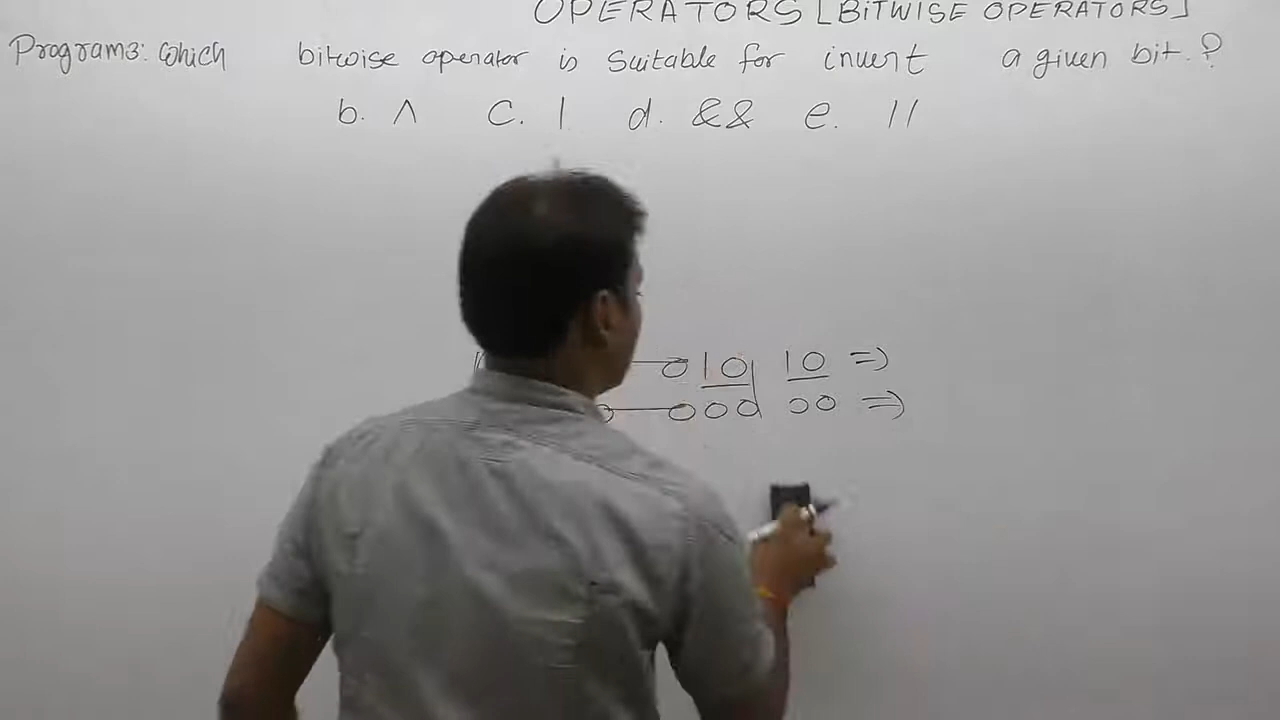 OPERATORS [BITWISE OPERATORS]
Program3: Which bitwise operator is suitable for invert a given bit.?
b. ^ c. | d. && e. ||
010 10 =>
000 00 =>